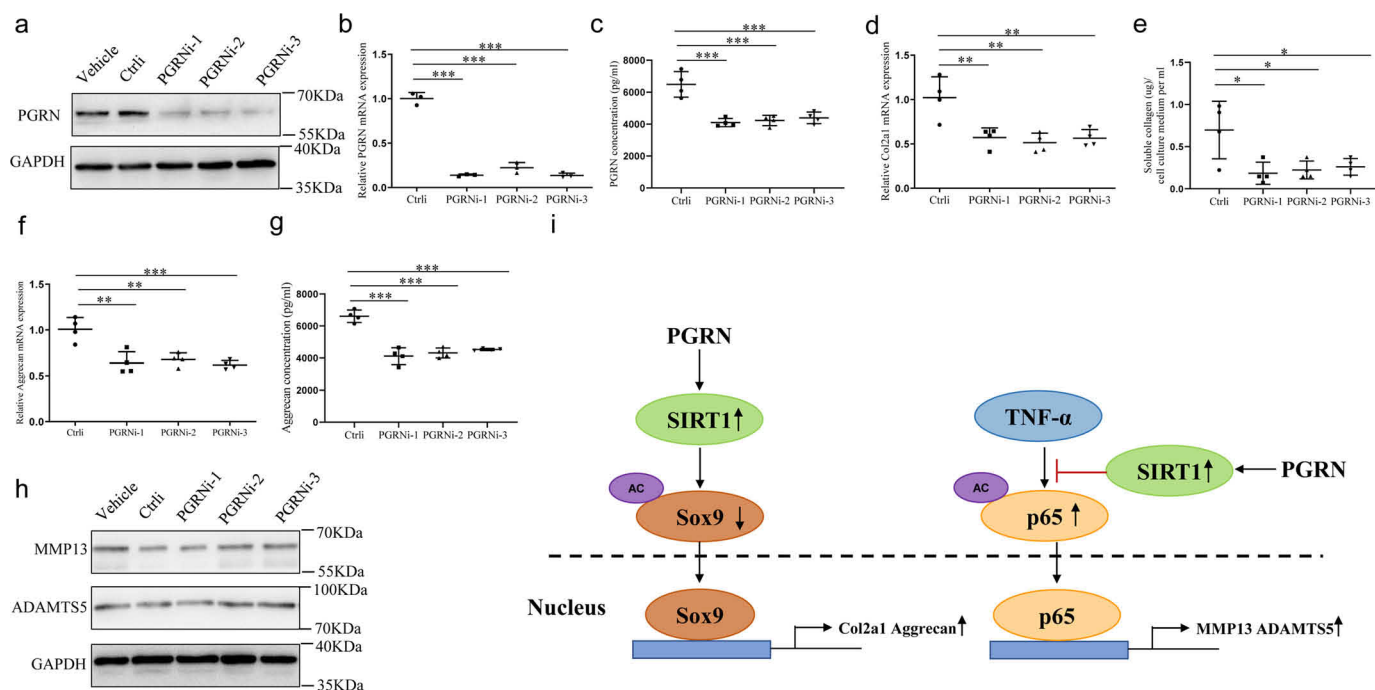 a
Vehicle
Ctrli
PGRNi-1
PGRNi-2
PGRNi-3
PGRN
70KDa
55KDa
GAPDH
40KDa
35KDa
b
Relative PGRN mRNA expression
1.5
1.0
0.5
0.0
***
***
***
Ctrli PGRNi-1 PGRNi-2 PGRNi-3
c
PGRN concentration (pg/ml)
8000
6000
4000
2000
0
***
***
***
Ctrli PGRNi-1 PGRNi-2 PGRNi-3
d
Relative Col2a1 mRNA expression
1.5
1.0
0.5
0.0
**
**
**
Ctrli PGRNi-1 PGRNi-2 PGRNi-3
e
Soluble collagen (ug)/
cell culture medium per ml
1.5
1.0
0.5
0.0
*
*
*
Ctrli PGRNi-1 PGRNi-2 PGRNi-3
f
Relative Aggrecan mRNA expression
1.5
1.0
0.5
0.0
***
**
**
Ctrli PGRNi-1 PGRNi-2 PGRNi-3
g
Aggrecan concentration (pg/ml)
8000
6000
4000
2000
0
***
***
***
Ctrli PGRNi-1 PGRNi-2 PGRNi-3
h
Vehicle
Ctrli
PGRNi-1
PGRNi-2
PGRNi-3
MMP13
70KDa
55KDa
ADAMTS5
100KDa
70KDa
GAPDH
40KDa
35KDa
i
PGRN
SIRT1
AC
Sox9
Nucleus
Sox9
Col2a1 Aggrecan
TNF-α
SIRT1
PGRN
AC
p65
p65
MMP13 ADAMTS5